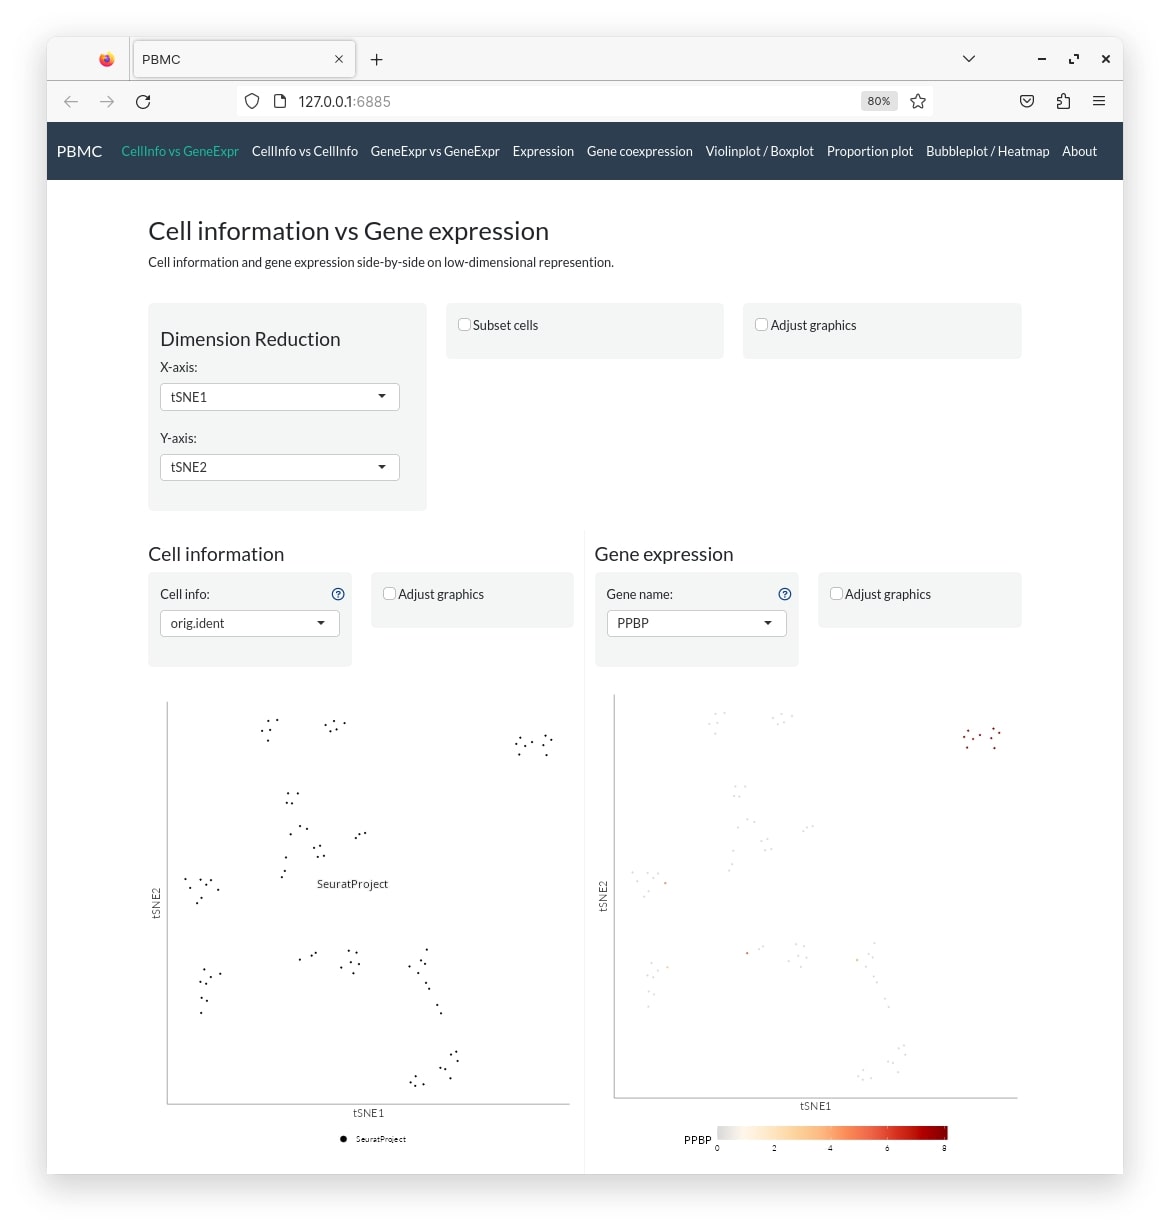 PBMC
127.0.0.1:6885
80%
PBMC CellInfo vs GeneExpr CellInfo vs CellInfo GeneExpr vs GeneExpr Expression Gene coexpression Violinplot / Boxplot Proportion plot Bubbleplot / Heatmap About
Cell information vs Gene expression
Cell information and gene expression side-by-side on low-dimensional represention.
Dimension Reduction
X-axis:
tSNE1
Y-axis:
tSNE2
Subset cells
Adjust graphics
Cell information
Cell info:
orig.ident
Adjust graphics
SeuratProject
tSNE2
tSNE1
SeuratProject
Gene expression
Gene name:
PPBP
Adjust graphics
tSNE2
tSNE1
PPBP
0 2 4 6 8